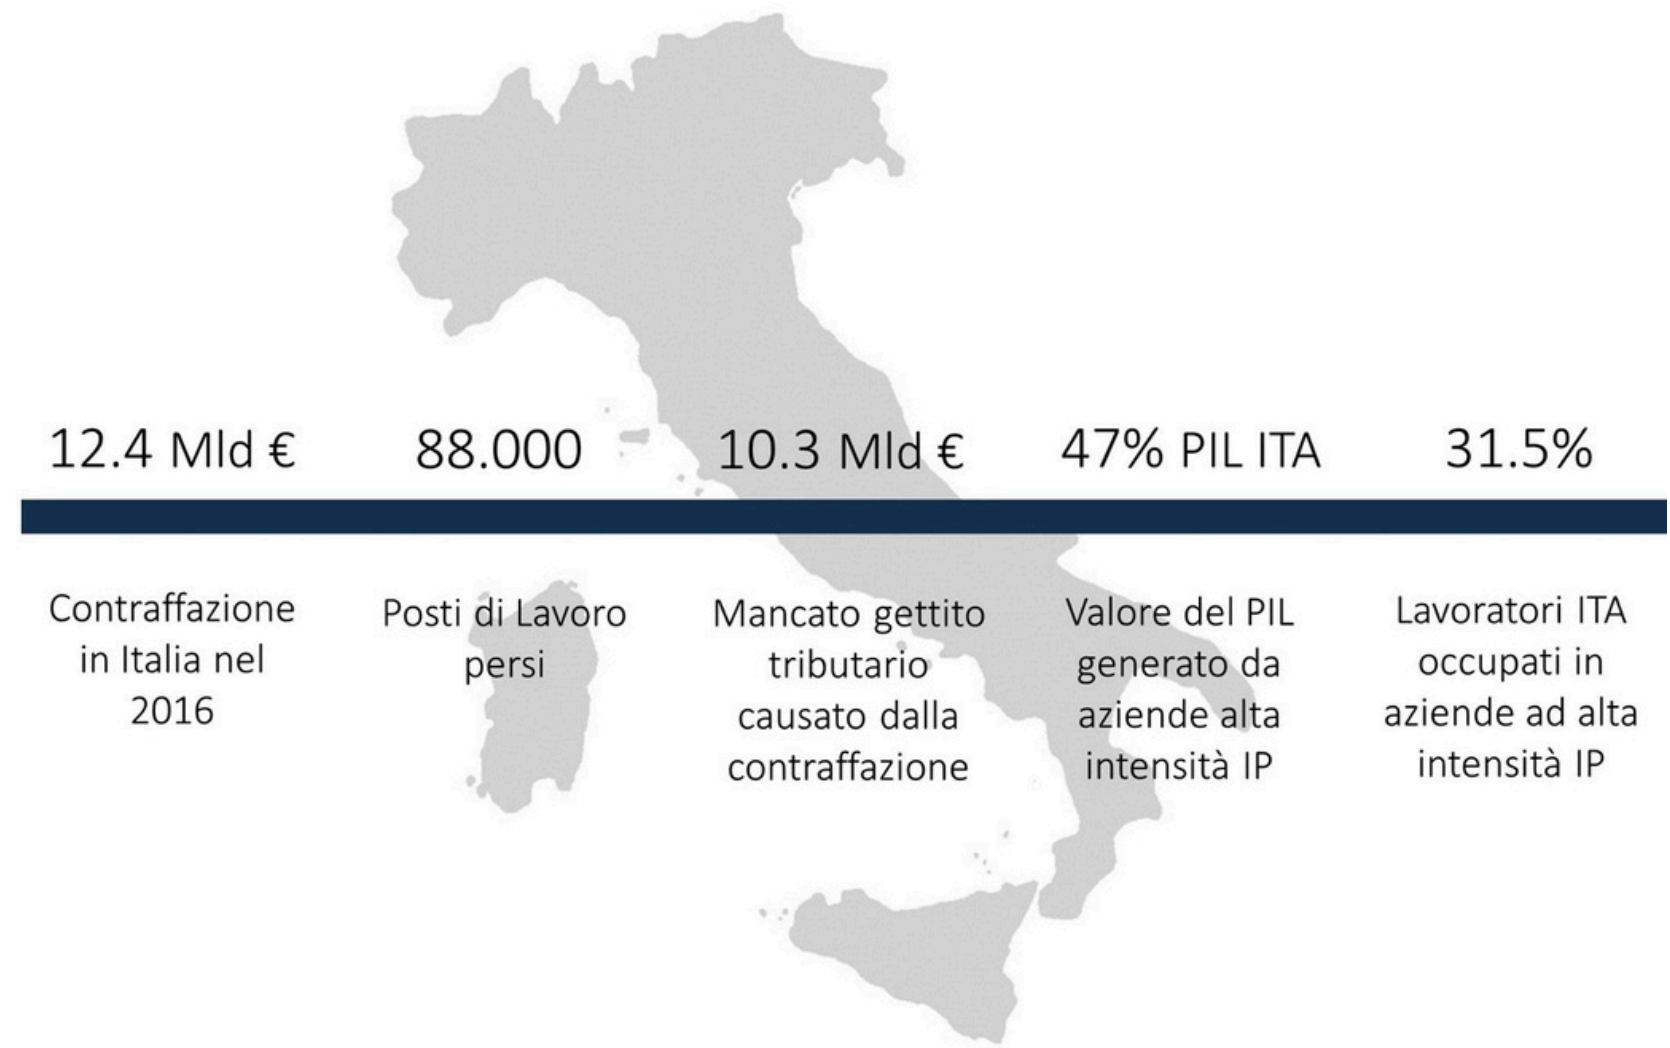 12.4 Mld €
88.000
10.3 Mld €
47% PIL ITA
31.5%
Contraffazione
in Italia nel
2016
Posti di Lavoro
persi
Mancato gettito
tributario
causato dalla
contraffazione
Valore del PIL
generato da
aziende alta
intensità IP
Lavoratori ITA
occupati in
aziende ad alta
intensità IP